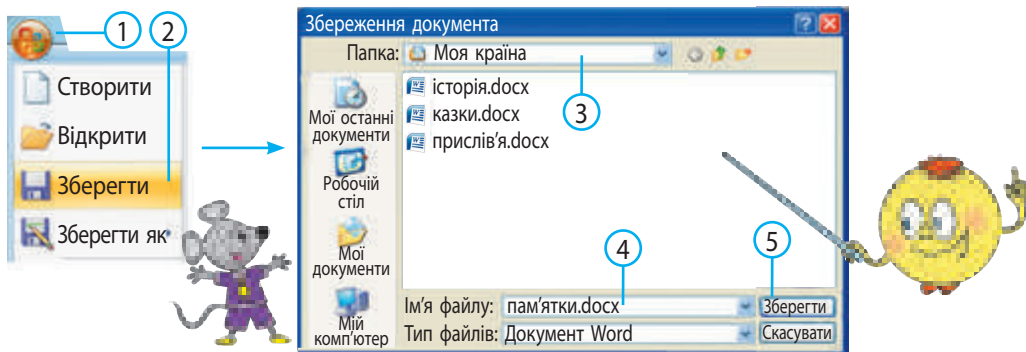 1 2
Створити
Відкрити
Зберегти
Зберегти як
Збереження документа
Папка: Моя країна
3
Мої останні
документи
Робочій
стіл
Мої
документи
Мій
комп'ютер
історія.docx
казки.docx
прислів'я.docx
4
5
Ім'я файлу: пам'ятки.docx Зберегти
Тип файлів: Документ Word Скасувати